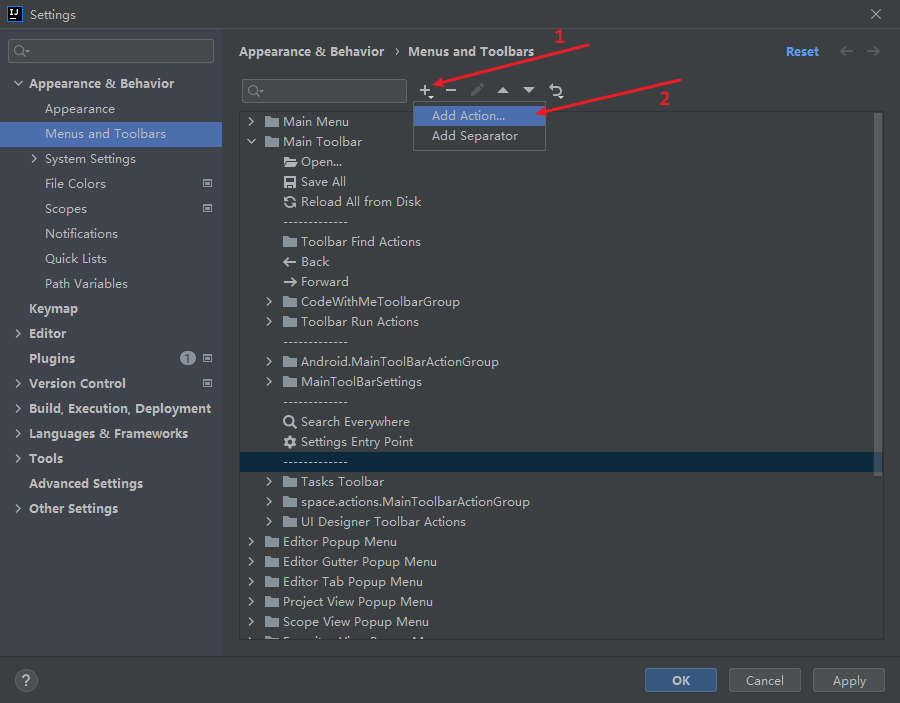 IJ Settings
Appearance & Behavior
Appearance
Menus and Toolbars
System Settings
File Colors
Scopes
Notifications
Quick Lists
Path Variables
Keymap
Editor
Plugins 1
Version Control
Build, Execution, Deployment
Languages & Frameworks
Tools
Advanced Settings
Other Settings
Appearance & Behavior › Menus and Toolbars Reset
1
2
Add Action...
Add Separator
Main Menu
Main Toolbar
Open...
Save All
Reload All from Disk
-------------
Toolbar Find Actions
Back
Forward
CodeWithMeToolbarGroup
Toolbar Run Actions
-------------
Android.MainToolBarActionGroup
MainToolBarSettings
-------------
Search Everywhere
Settings Entry Point
-------------
Tasks Toolbar
space.actions.MainToolbarActionGroup
UI Designer Toolbar Actions
Editor Popup Menu
Editor Gutter Popup Menu
Editor Tab Popup Menu
Project View Popup Menu
Scope View Popup Menu
? OK Cancel Apply